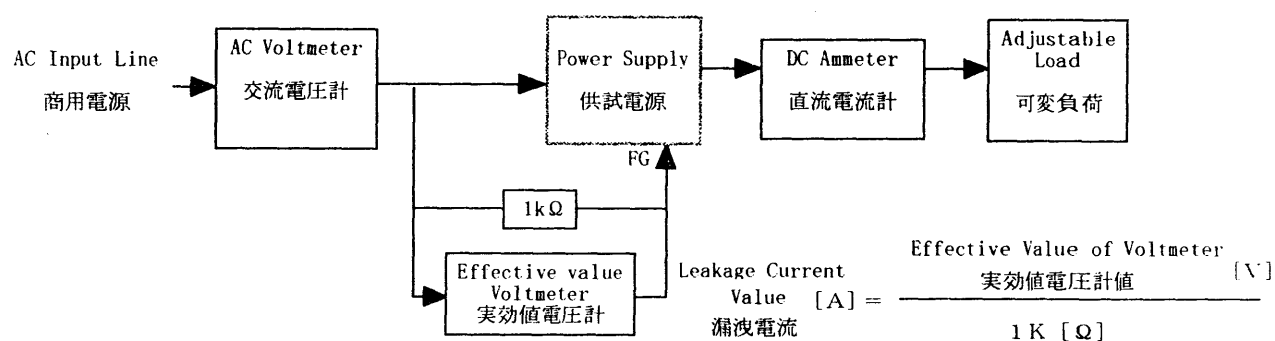 AC Input Line
商用電源
AC Voltmeter
交流電圧計
Power Supply
供試電源
DC Ammeter
直流電流計
Adjustable
Load
可変負荷
FG
1kΩ
Effective value
Voltmeter
実効値電圧計
Leakage Current
Value
漏洩電流
[A] =
Effective Value of Voltmeter
実効値電圧計値
[V]
1K [Ω]